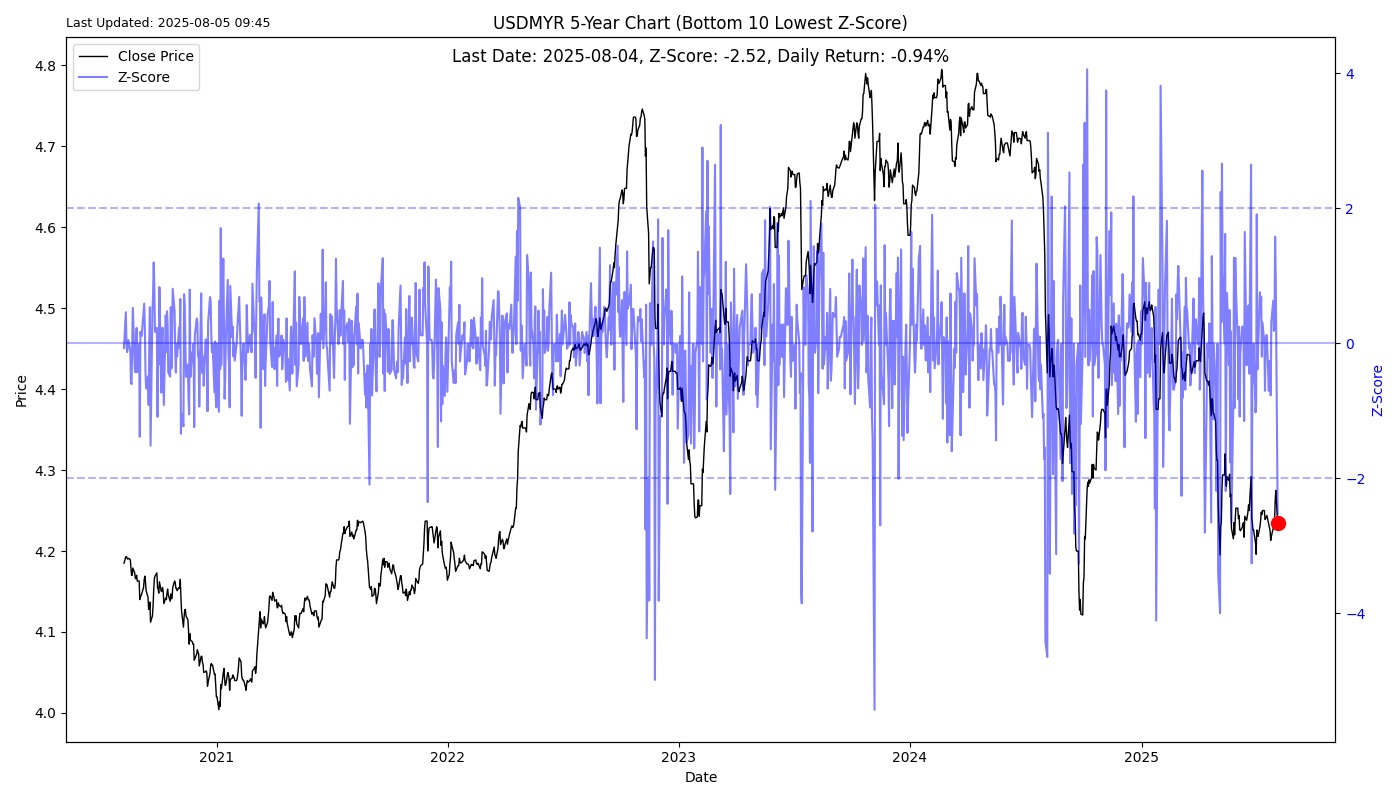 Last Updated: 2025-08-05 09:45
USDMYR 5-Year Chart (Bottom 10 Lowest Z-Score)
Last Date: 2025-08-04, Z-Score: -2.52, Daily Return: -0.94%
Close Price
Z-Score
4.8
4.7
4.6
4.5
4.4
4.3
4.2
4.1
4.0
Price
4
2
0
−2
−4
Z-Score
2021
2022
2023
2024
2025
Date